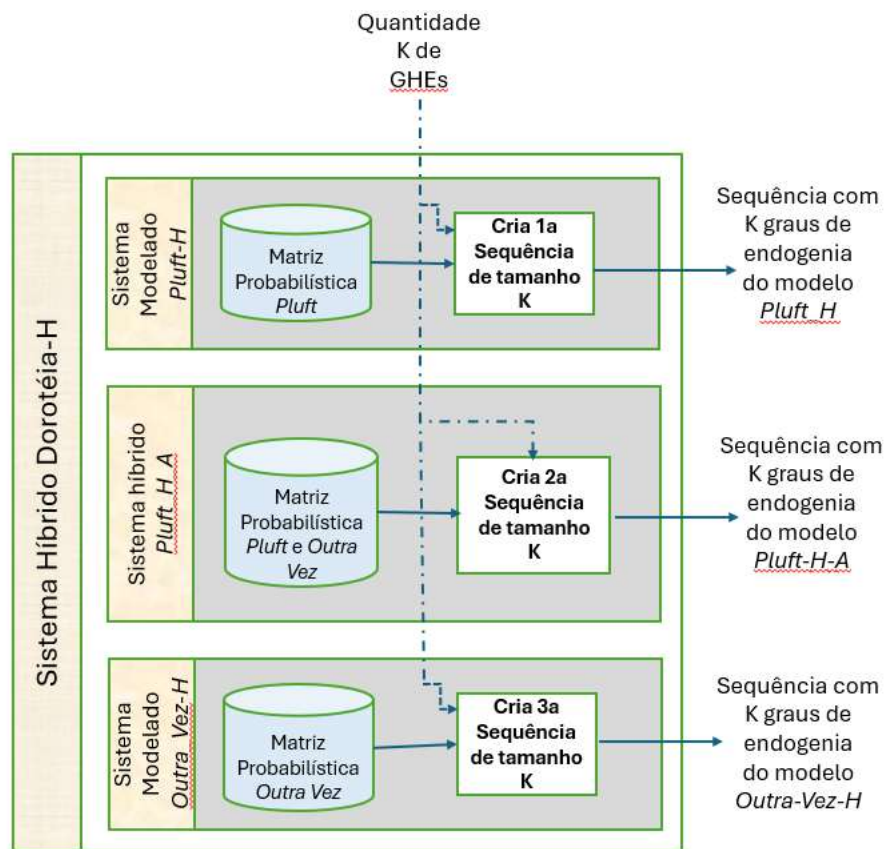 Quantidade
K de
GHEs
Sistema Híbrido Dorotéia-H
Sistema
Modelado
Pluft-H
Matriz
Probabilística
Pluft
Cria 1a
Sequência
de tamanho
K
Sequência com
K graus de
endogenia
do modelo
Pluft_H
Sistema híbrido
Pluft_H_A
Matriz
Probabilística
Pluft e Outra
Vez
Cria 2a
Sequência
de tamanho
K
Sequência com
K graus de
endogenia
do modelo
Pluft-H-A
Sistema
Modelado
Outra_Vez-H
Matriz
Probabilística
Outra Vez
Cria 3a
Sequência
de tamanho
K
Sequência com
K graus de
endogenia
do modelo
Outra-Vez-H